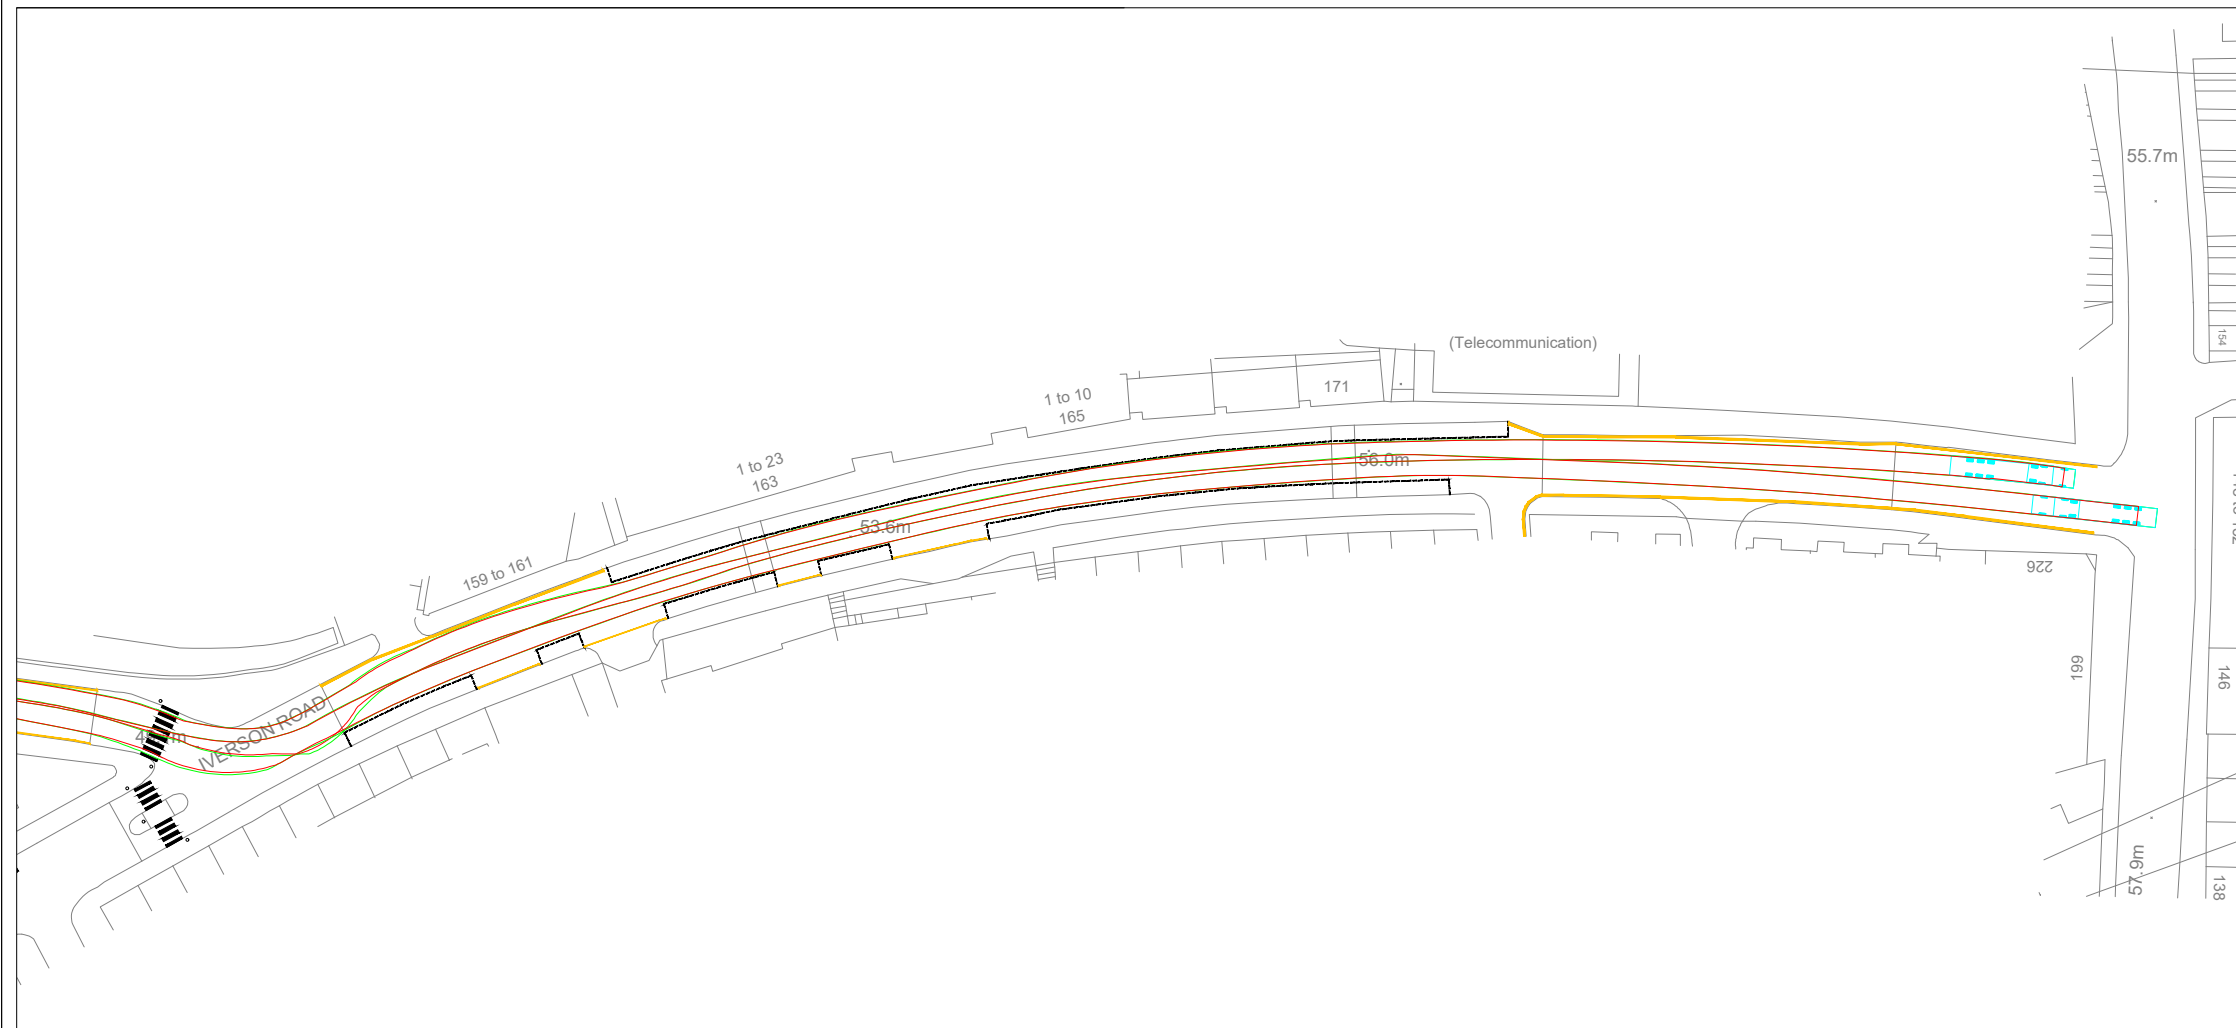 55.7m
154
(Telecommunication)
171
1 to 10
165
56.0m
1 to 23
163
53.6m
159 to 161
226
IVERSON ROAD
199
146
57.9m
138